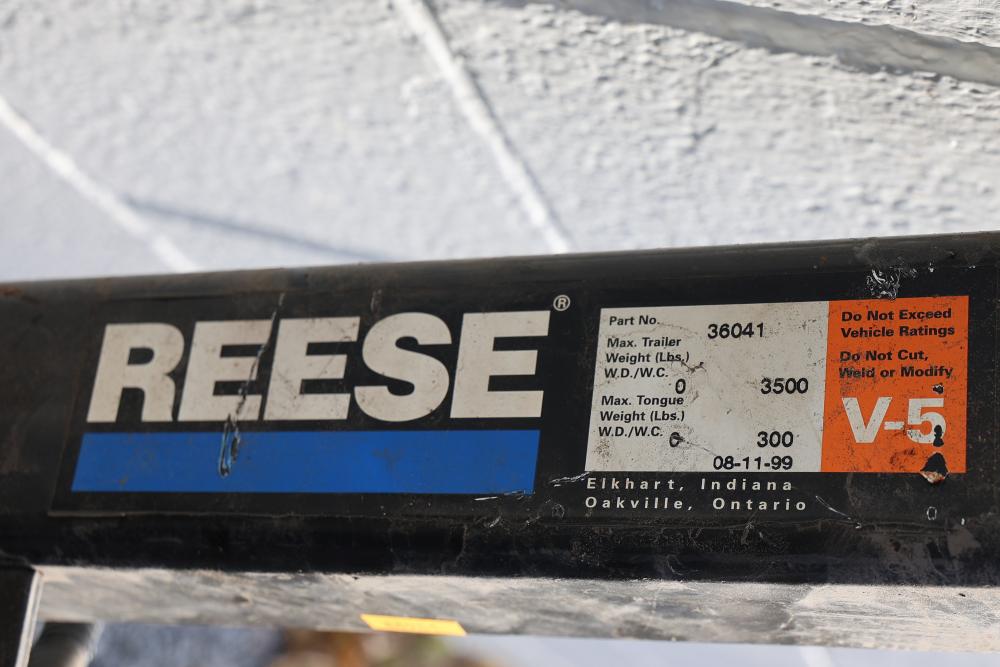 REESE®
Part No. 36041
Max. Trailer
Weight (Lbs.)
W.D./W.C. 0 3500
Max. Tongue
Weight (Lbs.)
W.D./W.C. 0 300
08-11-99
Do Not Exceed
Vehicle Ratings
Do Not Cut,
Weld or Modify
V-5
Elkhart, Indiana
Oakville, Ontario